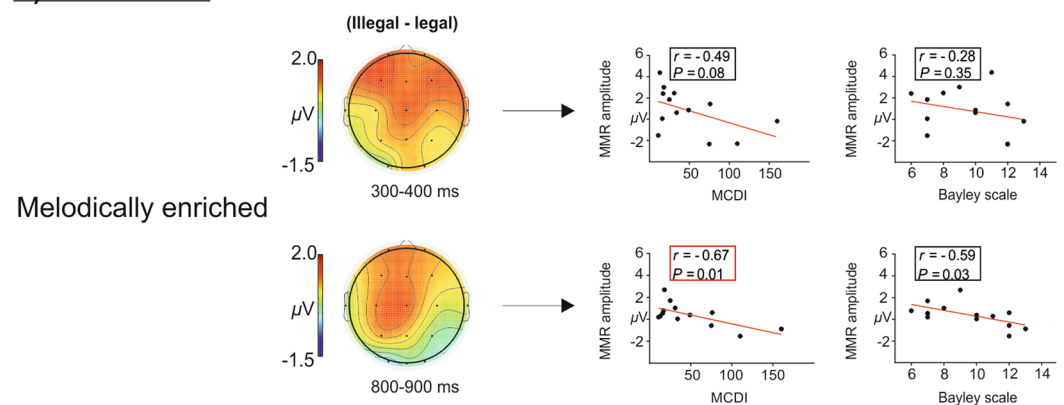 (Illegal - legal)
2.0
µV
-1.5
300-400 ms
6
4
2
µV
-2
MMR amplitude
r = - 0.49
P = 0.08
50 100 150
MCDI
6
4
2
µV
-2
MMR amplitude
r = - 0.28
P = 0.35
6 8 10 12 14
Bayley scale
Melodically enriched
2.0
µV
-1.5
800-900 ms
6
4
2
µV
-2
MMR amplitude
r = - 0.67
P = 0.01
50 100 150
MCDI
6
4
2
µV
-2
MMR amplitude
r = - 0.59
P = 0.03
6 8 10 12 14
Bayley scale